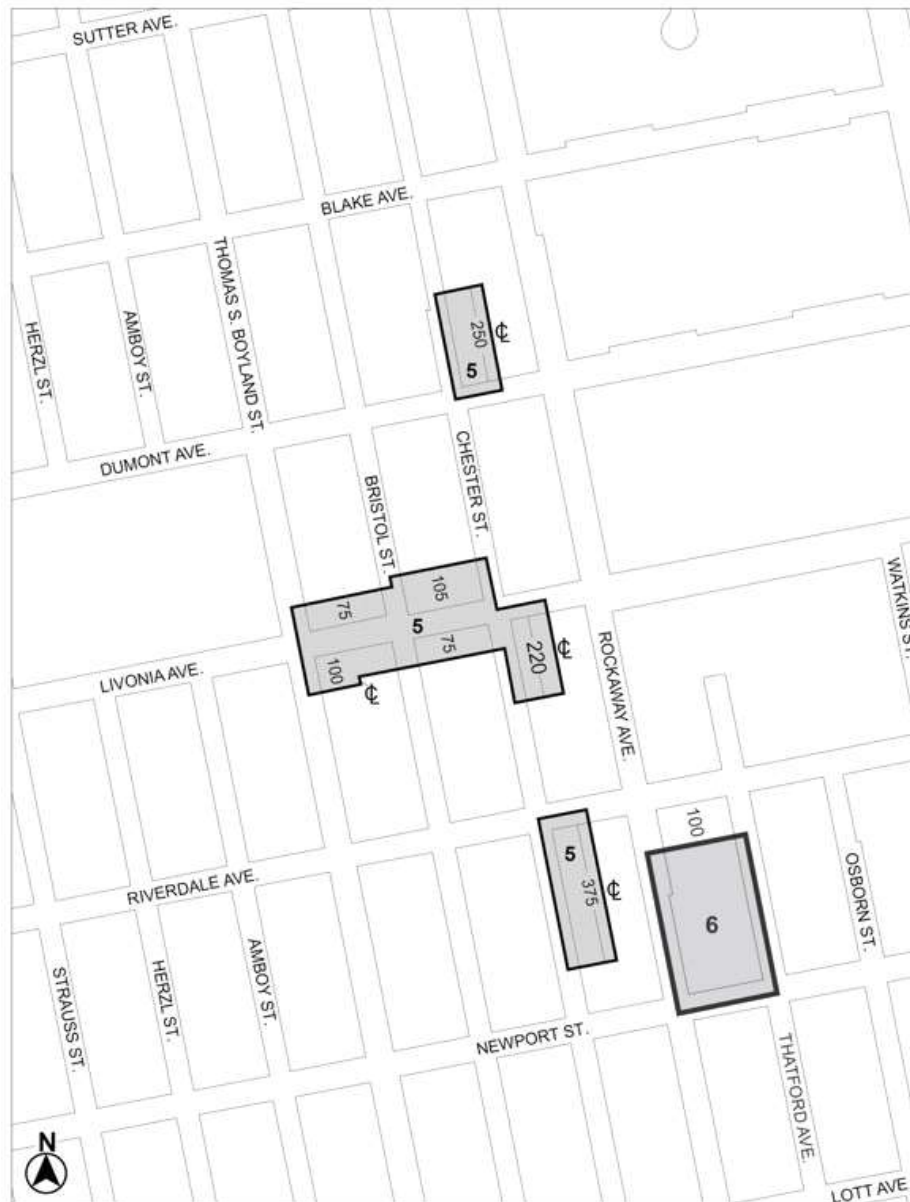 SUTTER AVE.
BLAKE AVE.
THOMAS S. BOYLAND ST.
HERZL ST.
AMBOY ST.
250
℄
5
DUMONT AVE.
CHESTER ST.
BRISTOL ST.
WATKINS ST.
75
105
5
75
100
220
℄
℄
ROCKAWAY AVE.
LIVONIA AVE.
100
5
375
℄
6
OSBORN ST.
RIVERDALE AVE.
STRAUSS ST.
HERZL ST.
AMBOY ST.
NEWPORT ST.
THATFORD AVE.
N
LOTT AVE